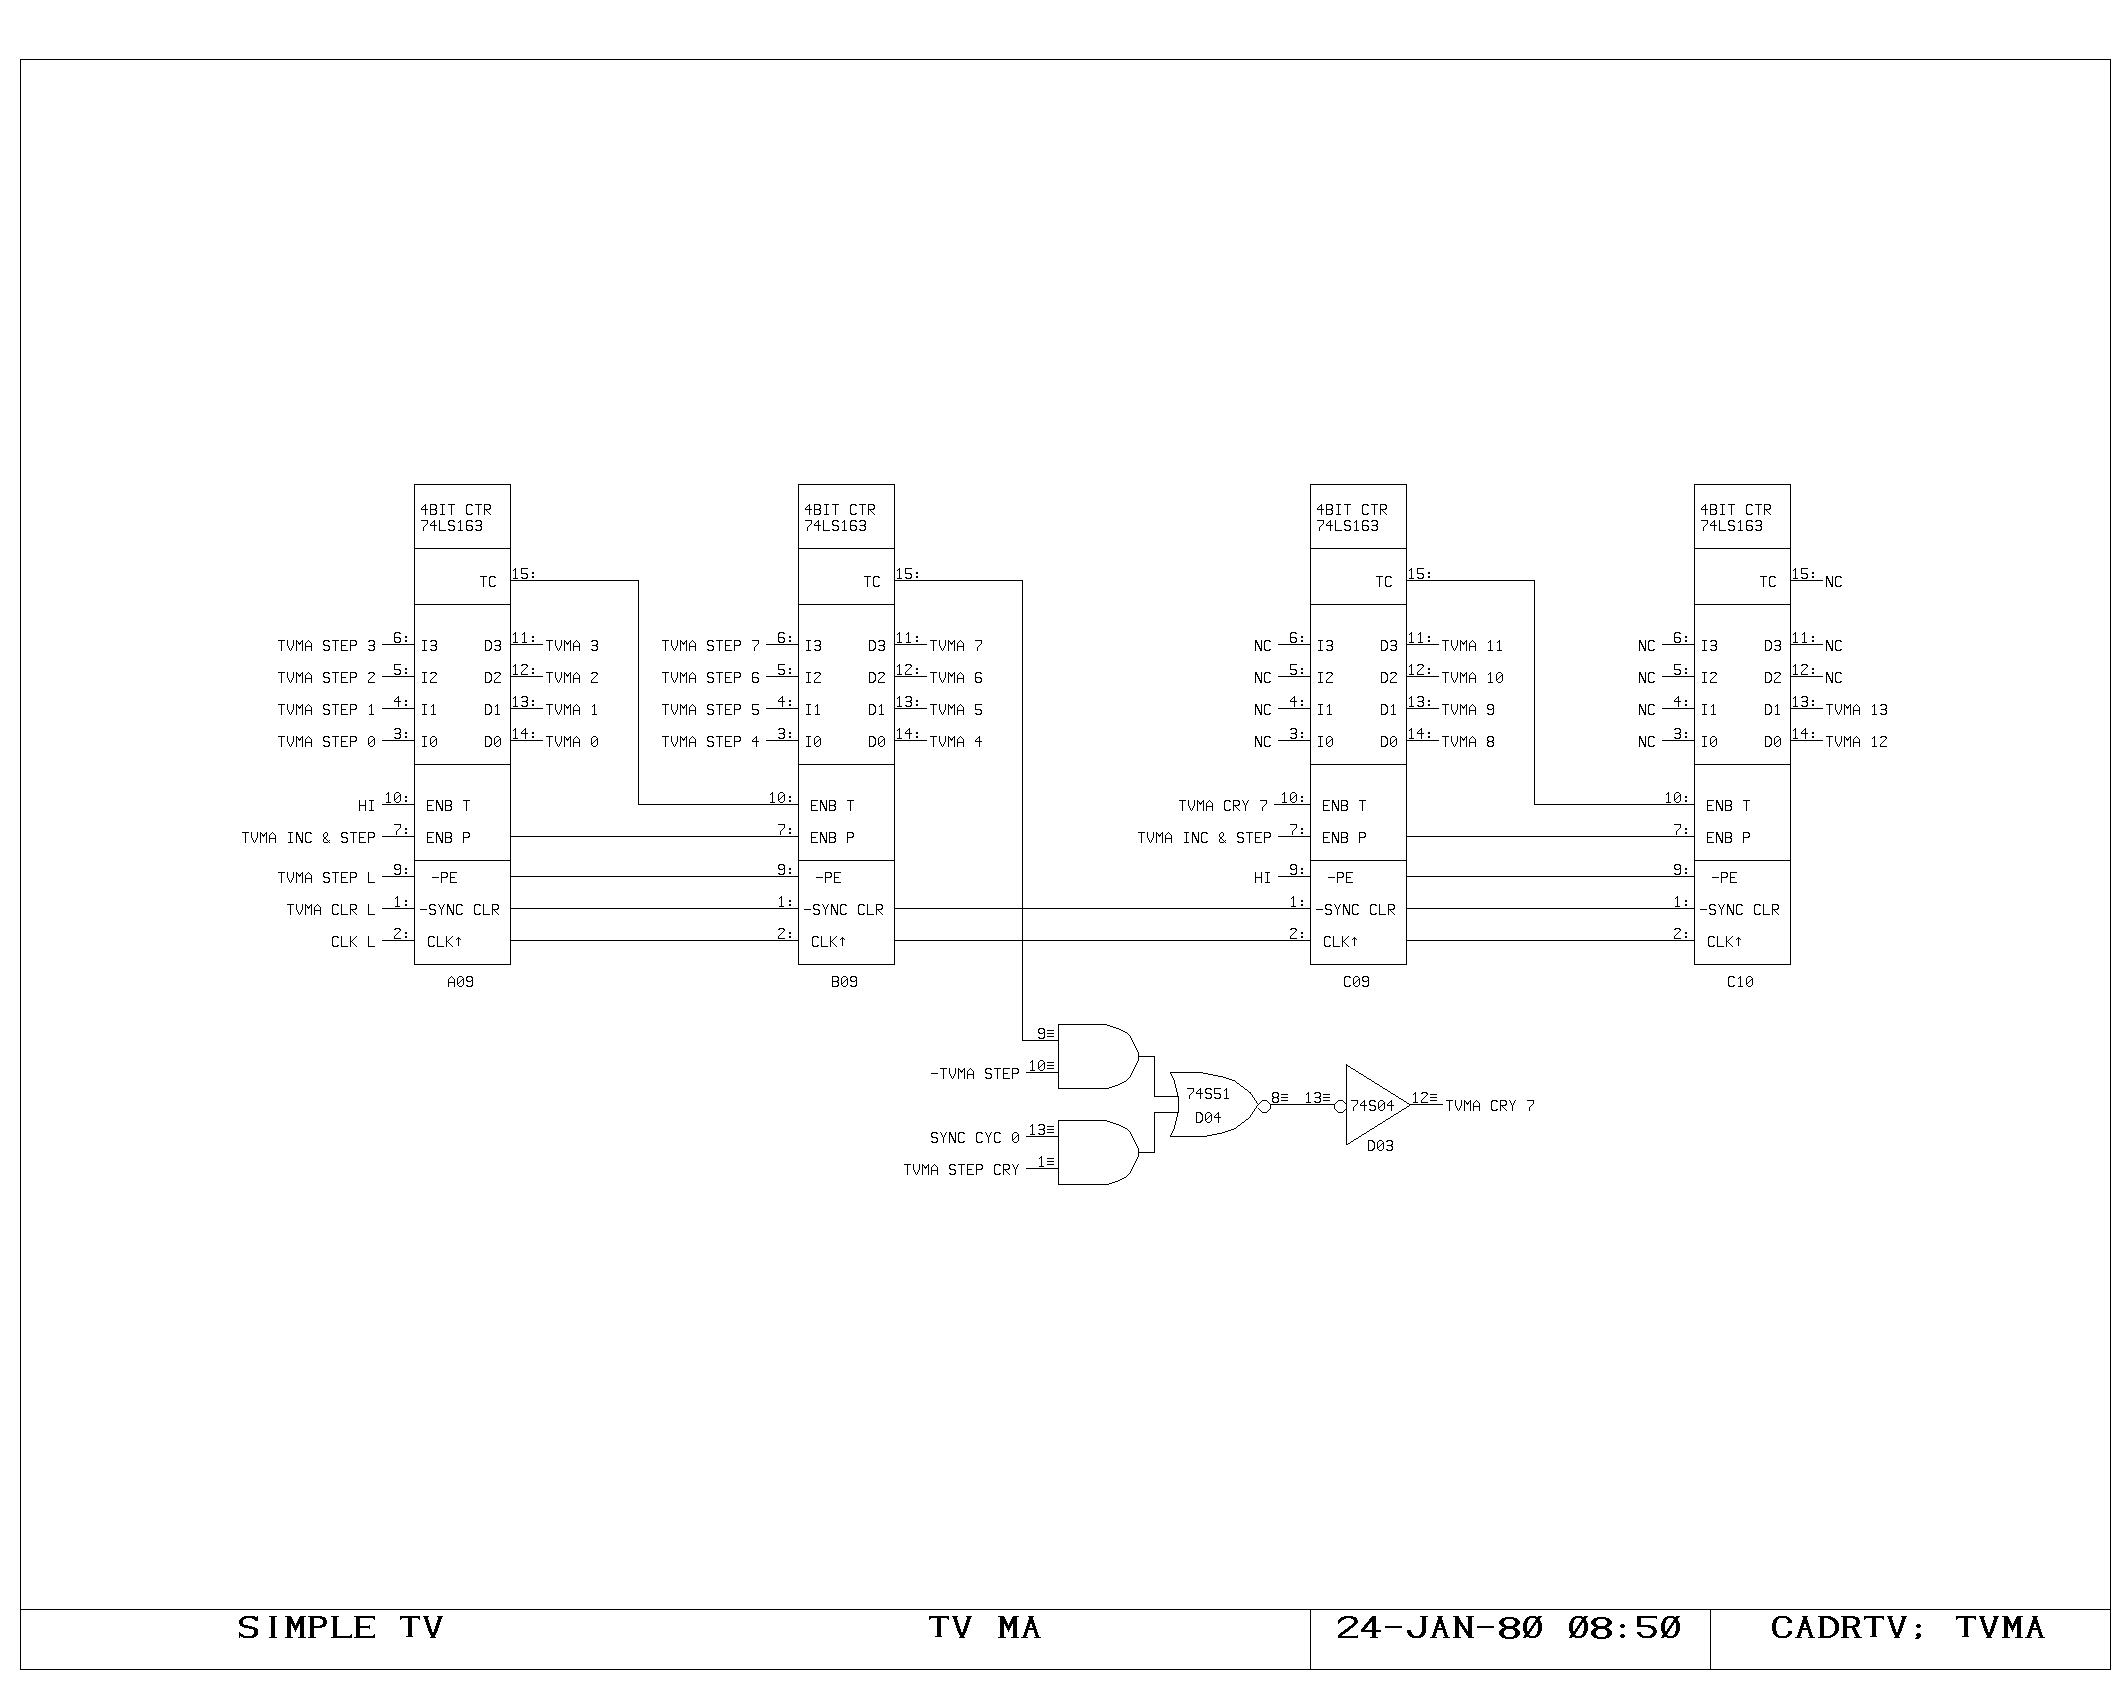 4BIT CTR 4BIT CTR 4BIT CTR 4BIT CTR
74LS163 74LS163 74LS163 74LS163
TC 15: TC 15: TC 15: TC 15: NC
TVMA STEP 3 6: I3 D3 11: TVMA 3 TVMA STEP 7 6: I3 D3 11: TVMA 7 NC 6: I3 D3 11: TVMA 11 NC 6: I3 D3 11: NC
TVMA STEP 2 5: I2 D2 12: TVMA 2 TVMA STEP 6 5: I2 D2 12: TVMA 6 NC 5: I2 D2 12: TVMA 10 NC 5: I2 D2 12: NC
TVMA STEP 1 4: I1 D1 13: TVMA 1 TVMA STEP 5 4: I1 D1 13: TVMA 5 NC 4: I1 D1 13: TVMA 9 NC 4: I1 D1 13: TVMA 13
TVMA STEP 0 3: I0 D0 14: TVMA 0 TVMA STEP 4 3: I0 D0 14: TVMA 4 NC 3: I0 D0 14: TVMA 8 NC 3: I0 D0 14: TVMA 12
HI 10: ENB T 10: ENB T TVMA CRY 7 10: ENB T 10: ENB T
TVMA INC & STEP 7: ENB P 7: ENB P TVMA INC & STEP 7: ENB P 7: ENB P
TVMA STEP L 9: -PE 9: -PE HI 9: -PE 9: -PE
TVMA CLR L 1: -SYNC CLR 1: -SYNC CLR 1: -SYNC CLR 1: -SYNC CLR
CLK L 2: CLK↑ 2: CLK↑ 2: CLK↑ 2: CLK↑
A09 B09 C09 C10
9≡
-TVMA STEP 10≡
74S51 8≡ 13≡ 74S04 12≡ TVMA CRY 7
D04
SYNC CYC 0 13≡
D03
TVMA STEP CRY 1≡
SIMPLE TV TV MA 24-JAN-80 08:50 CADRTV; TVMA